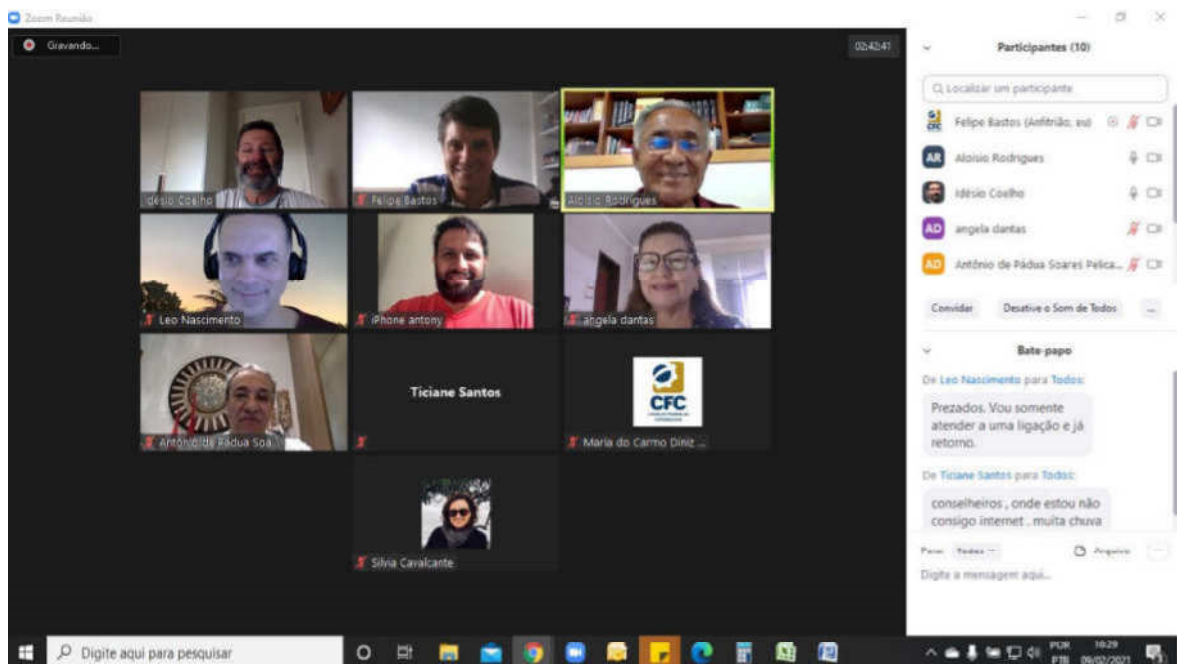 Zoom Reunião
Gravando...
02:42:41
Idésio Coelho
Felipe Bastos
Aloisio Rodrigues
Leo Nascimento
iPhone antony
angela dantas
Antônio de Pádua Soa...
Ticiane Santos
CFC
Maria do Carmo Diniz ...
Silvia Cavalcante
Participantes (10)
Localizar um participante
CFC
Felipe Bastos (Anfitrião, eu)
AR
Aloisio Rodrigues
Idésio Coelho
AD
angela dantas
AD
Antônio de Pádua Soares Pelica...
Convidar
Desative o Som de Todos
...
Bate-papo
De Leo Nascimento para Todos:
Prezados. Vou somente
atender a uma ligação e já
retorno.
De Ticiane Santos para Todos:
conselheiros , onde estou não
consigo internet . muita chuva
Para: Todos
Arquivo
...
Digite a mensagem aqui...
Digite aqui para pesquisar
POR
PTB
16:29
09/02/2021